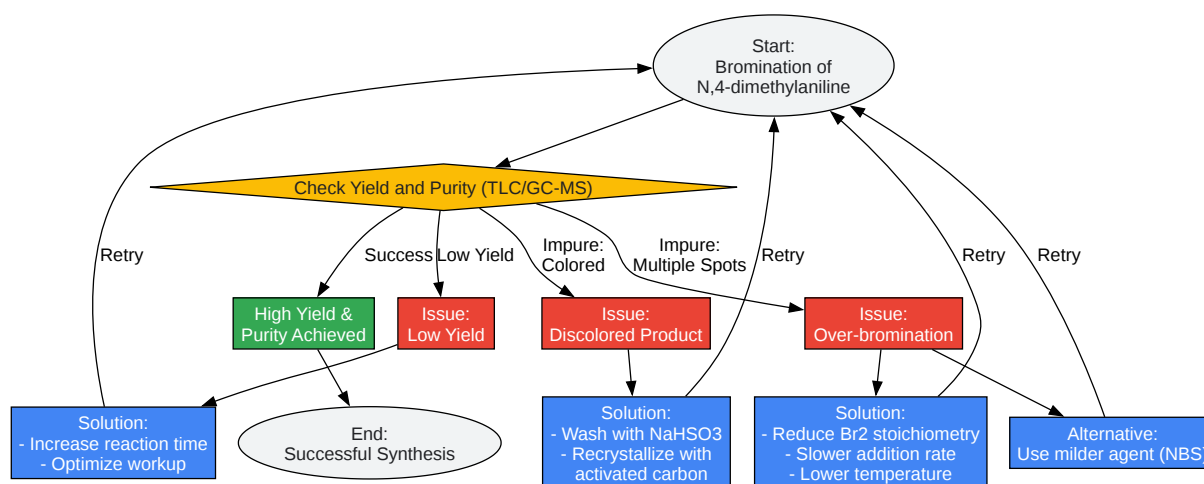 Start:
Bromination of
N,4-dimethylaniline
Check Yield and Purity (TLC/GC-MS)
Retry
Success
Low Yield
Impure:
Colored
Impure:
Multiple Spots
Retry
Retry
Retry
High Yield &
Purity Achieved
Issue:
Low Yield
Issue:
Discolored Product
Issue:
Over-bromination
Solution:
- Increase reaction time
- Optimize workup
End:
Successful Synthesis
Solution:
- Wash with NaHSO3
- Recrystallize with
activated carbon
Solution:
- Reduce Br2 stoichiometry
- Slower addition rate
- Lower temperature
Alternative:
Use milder agent (NBS)